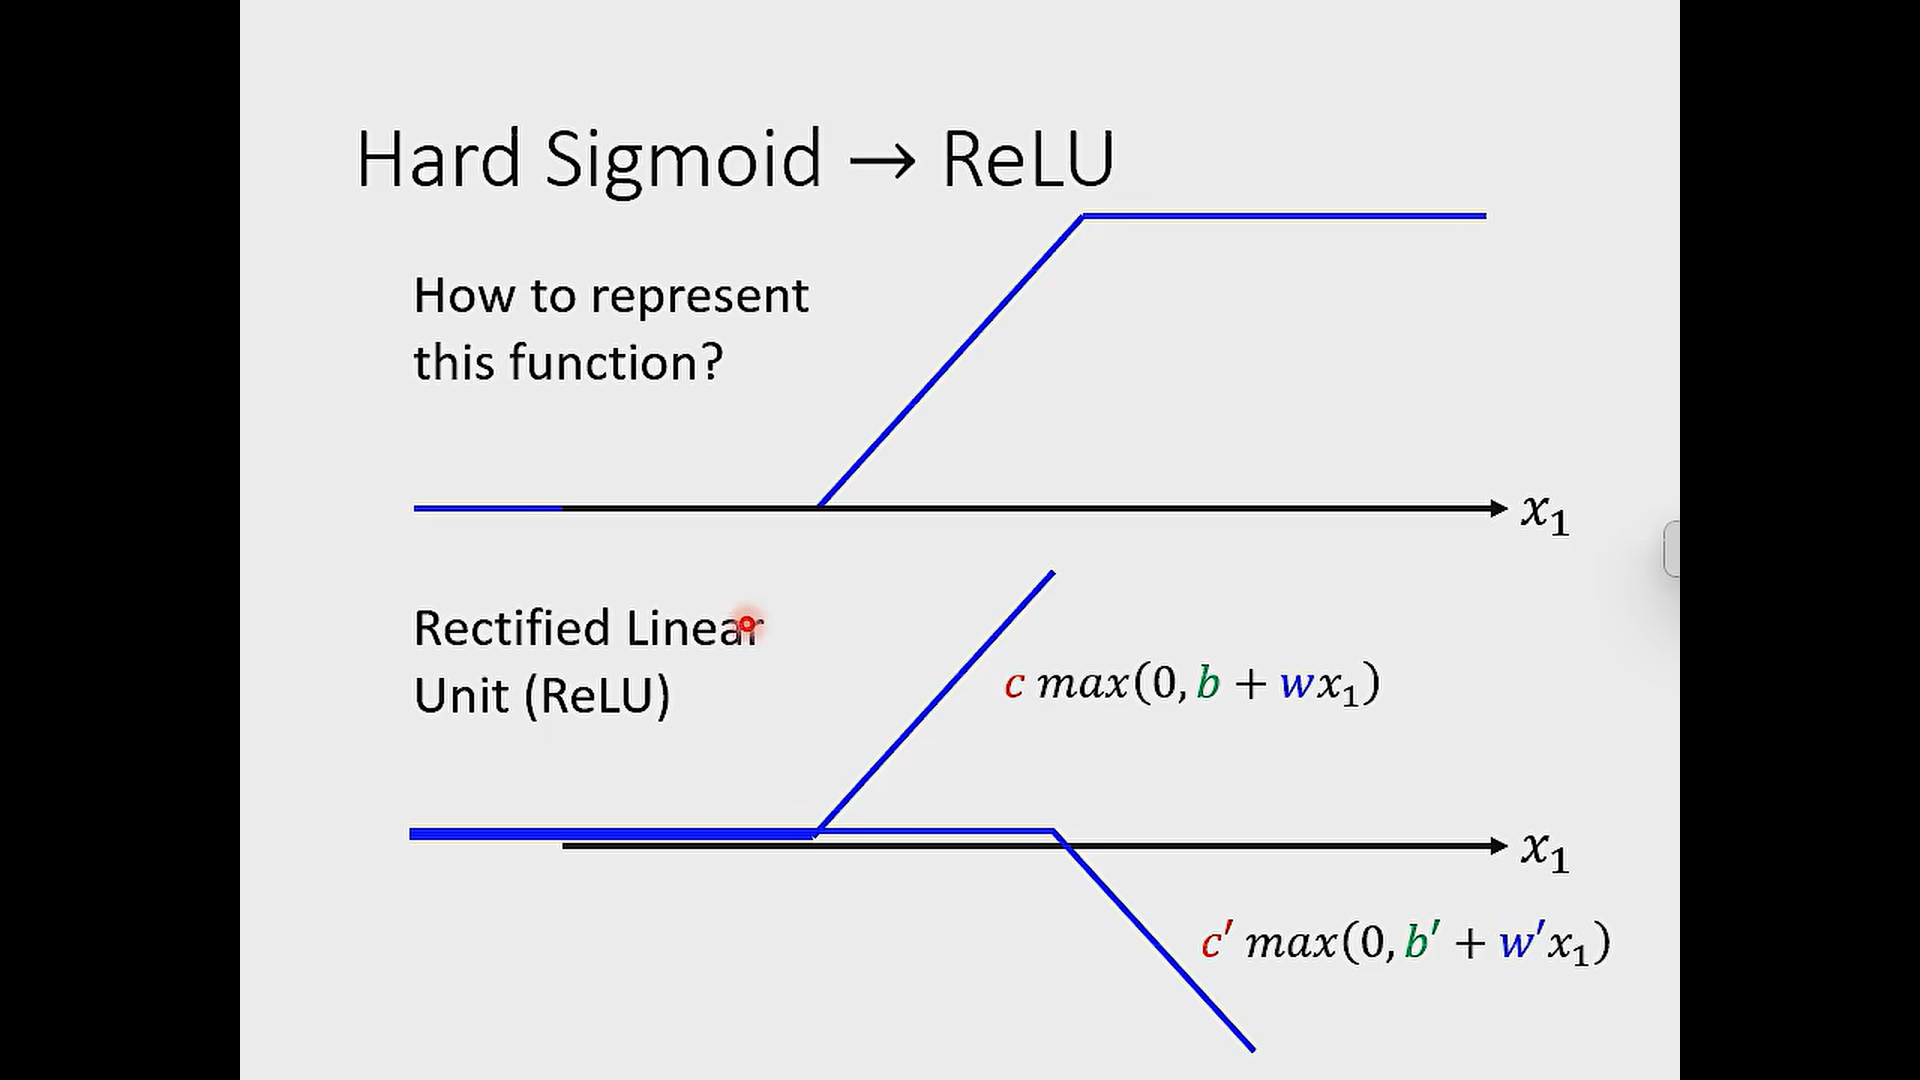 Hard Sigmoid → ReLU
How to represent
this function?
x₁
Rectified Linear
Unit (ReLU)
c max(0, b + wx₁)
x₁
c′ max(0, b′ + w′x₁)